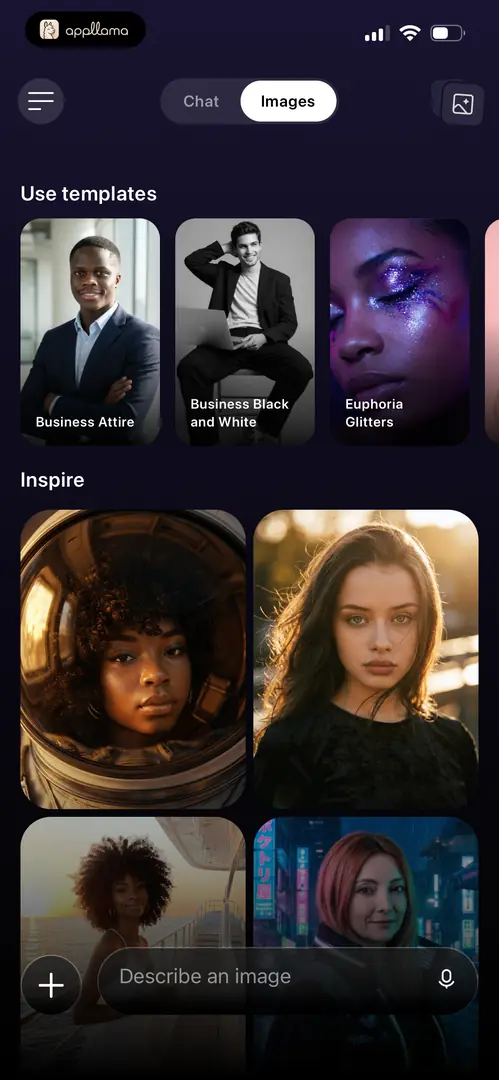 appllama
Chat
Images
Use templates
Business Attire
Business Black
and White
Euphoria
Glitters
Inspire
Describe an image